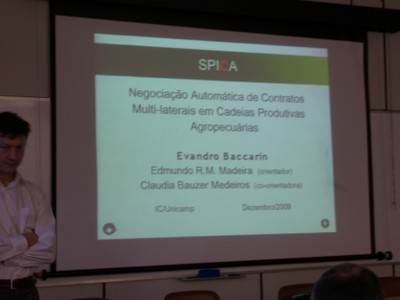 SPICA
Negociação Automática de Contratos
Multi-laterais em Cadeias Produtivas
Agropecuárias
Evandro Baccarin
Edmundo R.M. Madeira (orientador)
Claudia Bauzer Medeiros (co-orientadora)
IC/Unicamp Dezembro/2009